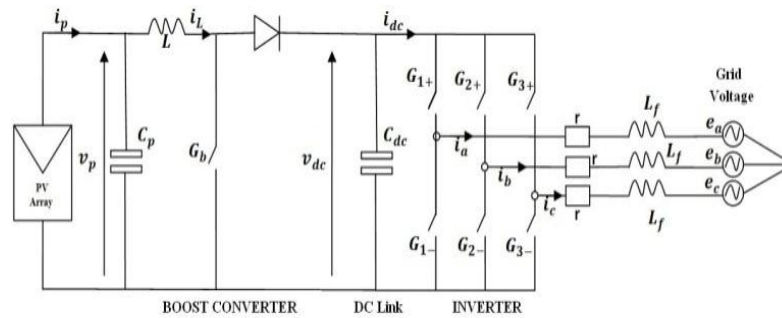 i_p
i_L
L
i_dc
G_1+
G_2+
G_3+
Grid
Voltage
L_f
r
e_a
i_a
C_p
G_b
C_dc
v_p
v_dc
PV
Array
r
L_f
e_b
i_b
e_c
i_c
r
L_f
G_1−
G_2−
G_3−
BOOST CONVERTER
DC Link
INVERTER